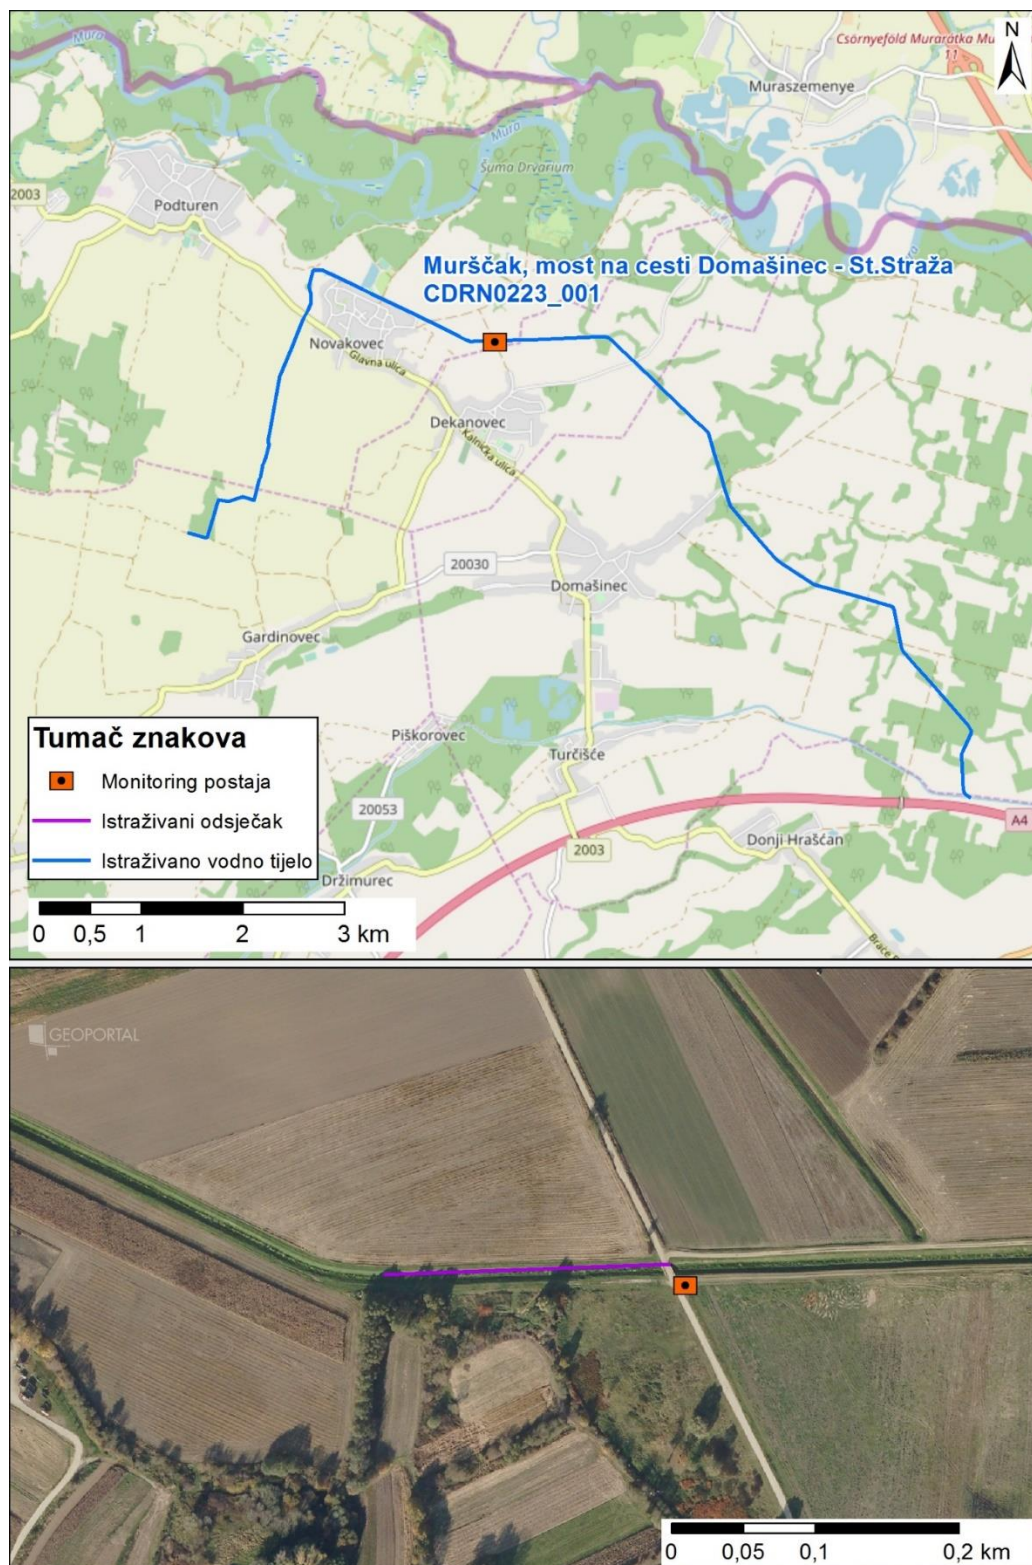 N
Mura
Csörnyeföld Murarátka Mu
11
Muraszemenye
Mura
Šuma Drvarium
2003
Podturen
Murščak, most na cesti Domašinec - St.Straža
CDRN0223_001
Novakovec
Glavna ulica
Dekanovec
Kalnička ulica
20030
Domašinec
Gardinovec
Piškorovec
Turčišće
20053
A4
2003
Donji Hrašćan
Držimurec
Tumač znakova
Monitoring postaja
Istraživani odsječak
Istraživano vodno tijelo
0 0,5 1 2 3 km
GEOPORTAL
0 0,05 0,1 0,2 km